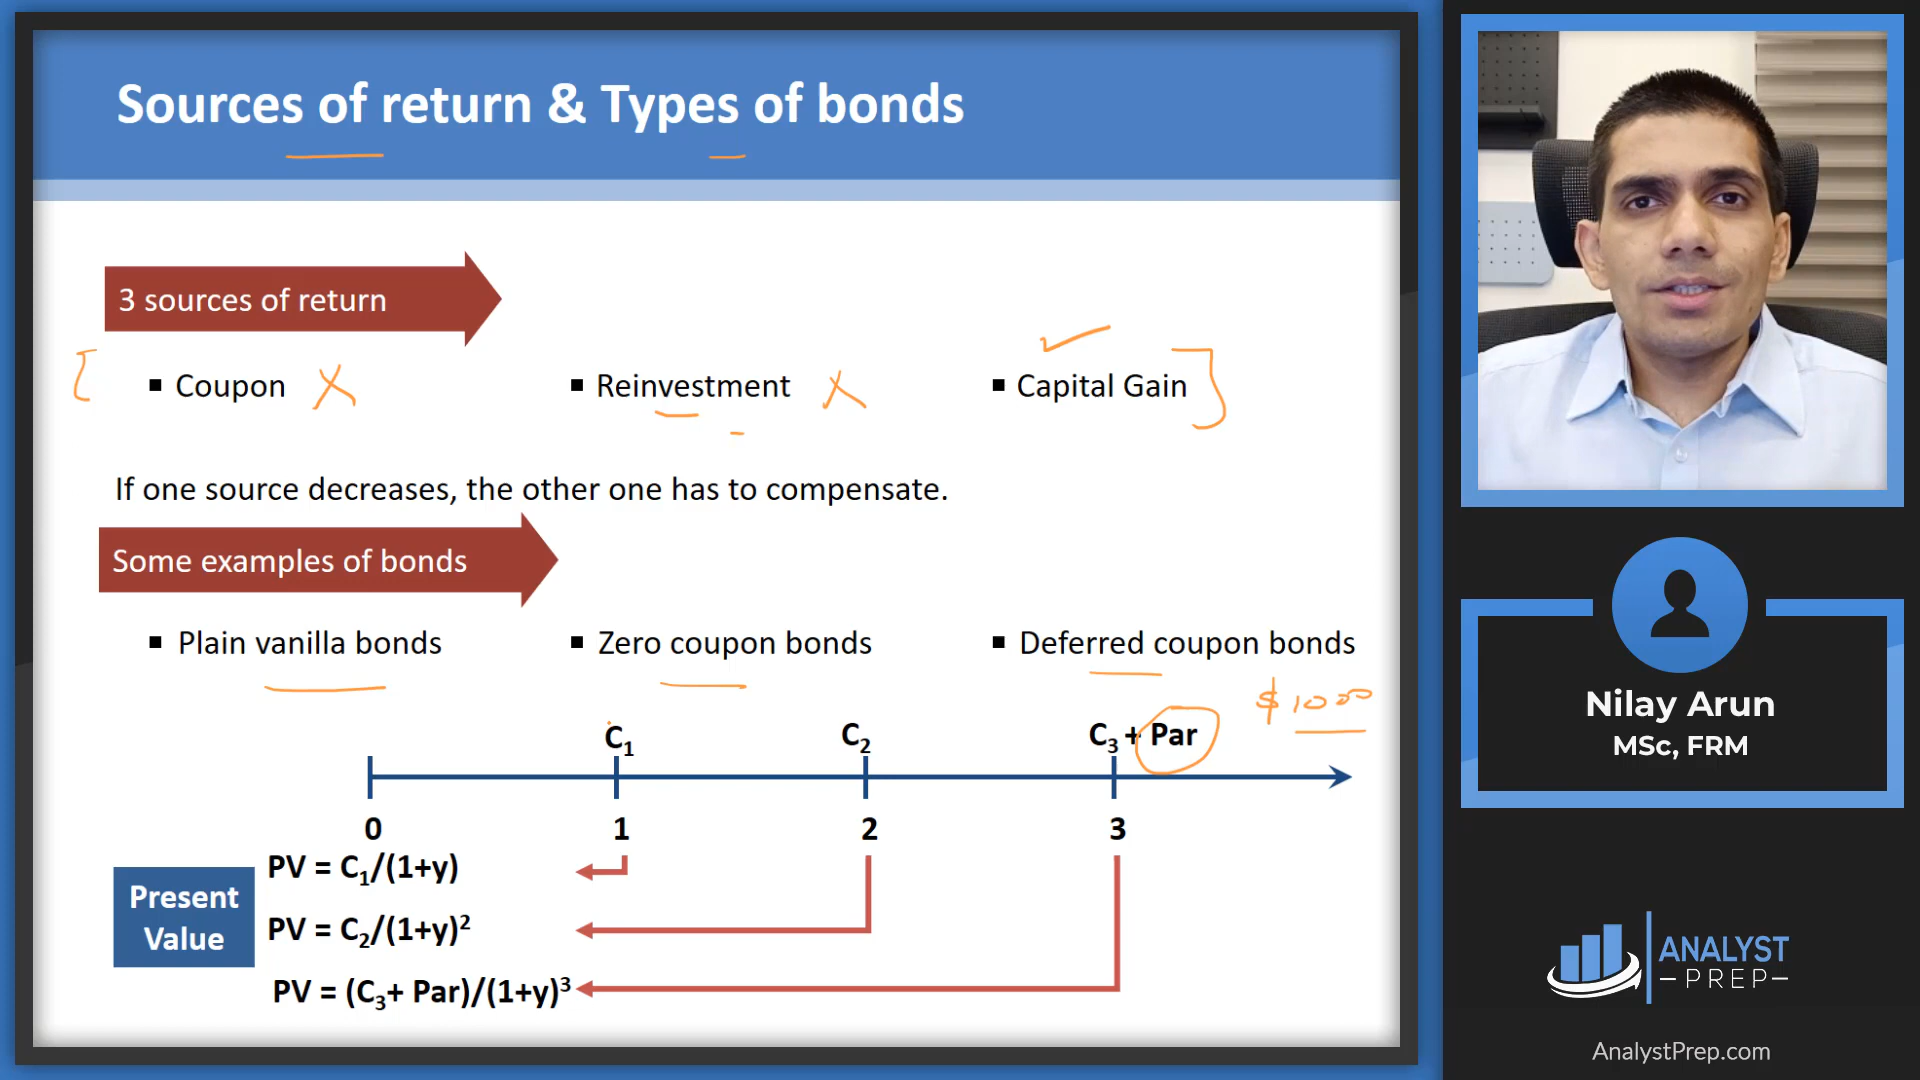 Sources of return & Types of bonds
3 sources of return
▪ Coupon X ▪ Reinvestment X ▪ Capital Gain
If one source decreases, the other one has to compensate.
Some examples of bonds
▪ Plain vanilla bonds ▪ Zero coupon bonds ▪ Deferred coupon bonds
$1000
C₁ C₂ C₃ + Par
0 1 2 3
Present
Value
PV = C₁/(1+y)
PV = C₂/(1+y)²
PV = (C₃+ Par)/(1+y)³
Nilay Arun
MSc, FRM
ANALYST
PREP
AnalystPrep.com